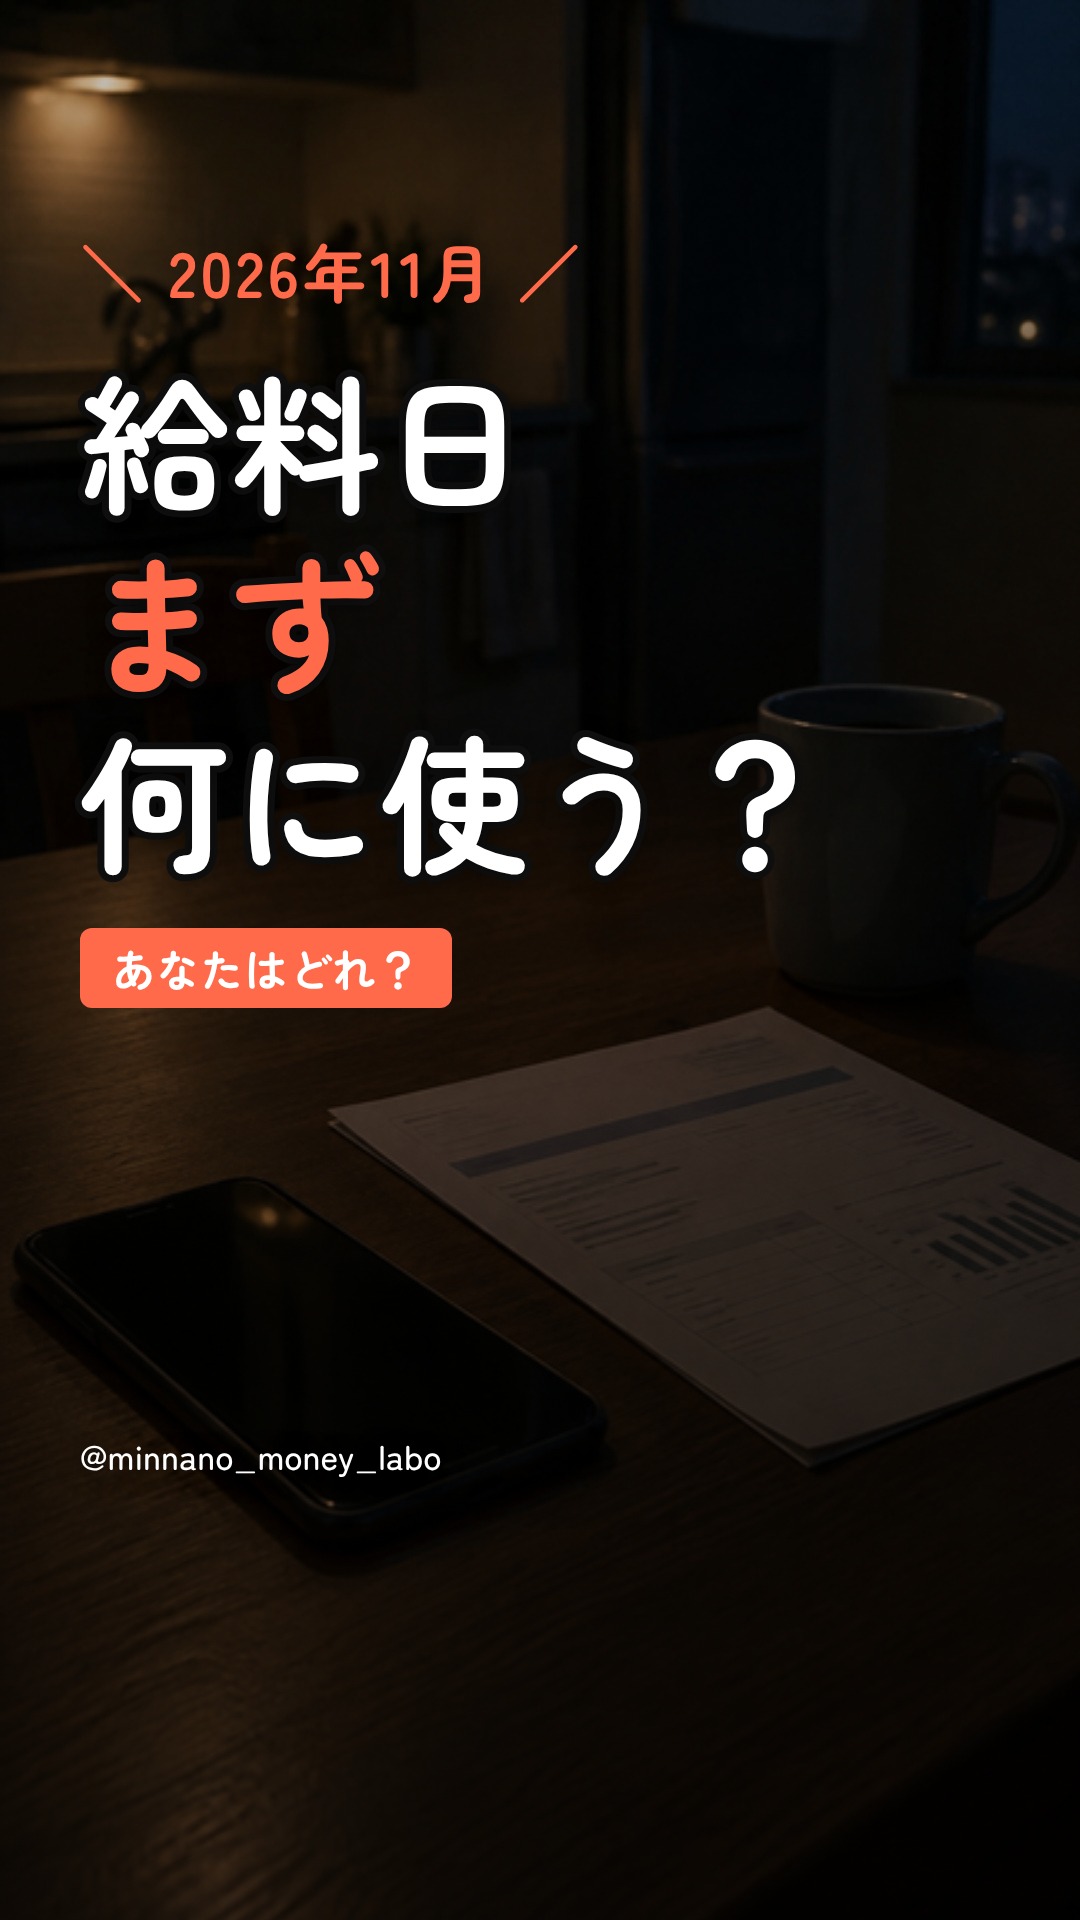 \ 2026年11月 /
給料日
まず
何に使う？
あなたはどれ？
@minnano_money_labo